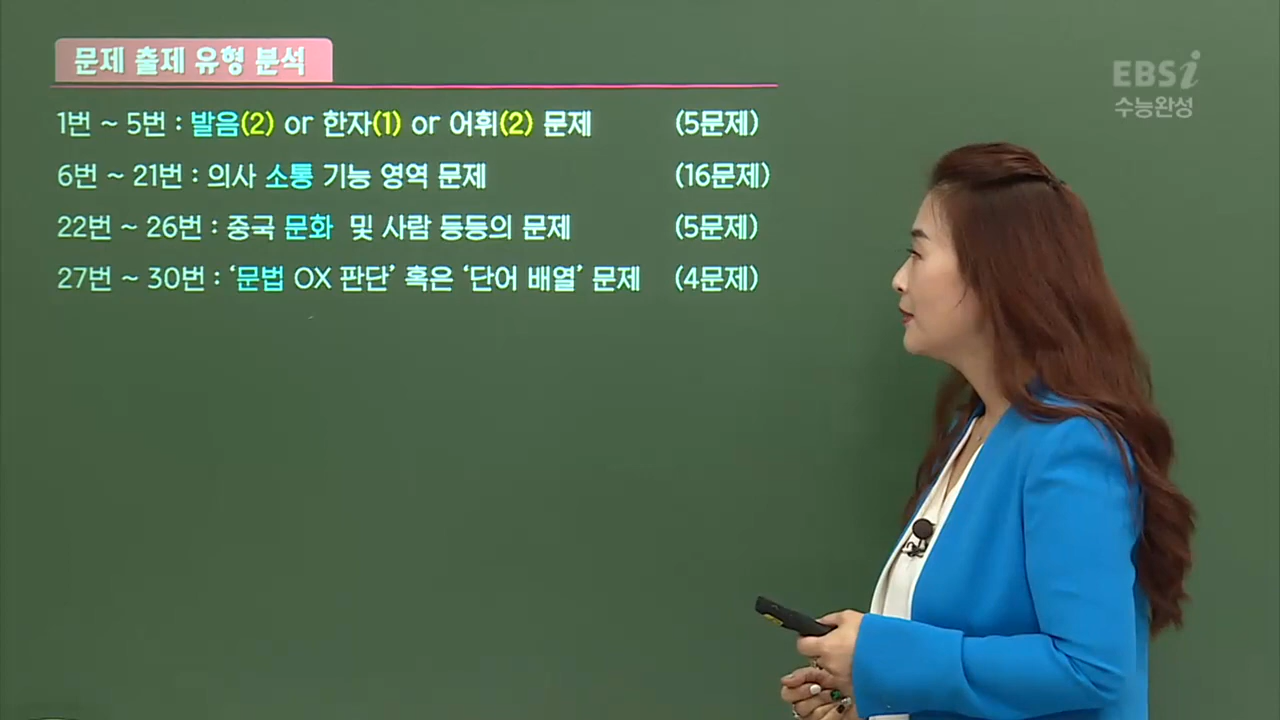 문제 출제 유형 분석
EBSi
수능완성
1번 ~ 5번 : 발음(2) or 한자(1) or 어휘(2) 문제 (5문제)
6번 ~ 21번 : 의사 소통 기능 영역 문제 (16문제)
22번 ~ 26번 : 중국 문화 및 사람 등등의 문제 (5문제)
27번 ~ 30번 : ‘문법 OX 판단’ 혹은 ‘단어 배열’ 문제 (4문제)